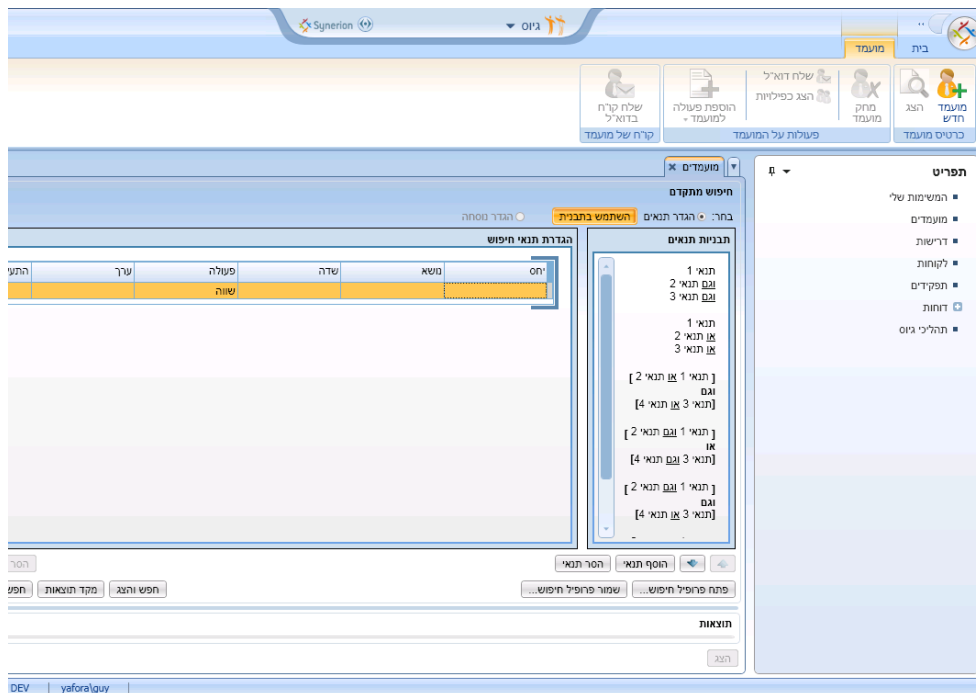 גיוס
Synerion
בית
מועמד
מועמד חדש
הצג
מחק מועמד
שלח דוא"ל
הצג כפילויות
הוספת פעולה למועמד
שלח קו"ח בדוא"ל
כרטיס מועמד
פעולות על המועמד
קו"ח של מועמד
תפריט
המשימות שלי
מועמדים
דרישות
לקוחות
תפקידים
דוחות
תהליכי גיוס
מועמדים
חיפוש מתקדם
בחר: הגדר תנאים השתמש בתבנית הגדר נוסחה
תבניות תנאים
תנאי 1
וגם תנאי 2
וגם תנאי 3
תנאי 1
או תנאי 2
או תנאי 3
[ תנאי 1 או תנאי 2 ]
וגם
[תנאי 3 או תנאי 4]
[ תנאי 1 וגם תנאי 2 ]
או
[תנאי 3 וגם תנאי 4]
[ תנאי 1 וגם תנאי 2 ]
וגם
[תנאי 3 או תנאי 4]
הגדרת תנאי חיפוש
יחס נושא שדה פעולה ערך
שווה
הוסף תנאי הסר תנאי הסר
פתח פרופיל חיפוש... שמור פרופיל חיפוש... חפש והצג מקד תוצאות חפש
תוצאות
הצג
DEV | yafora\guy |